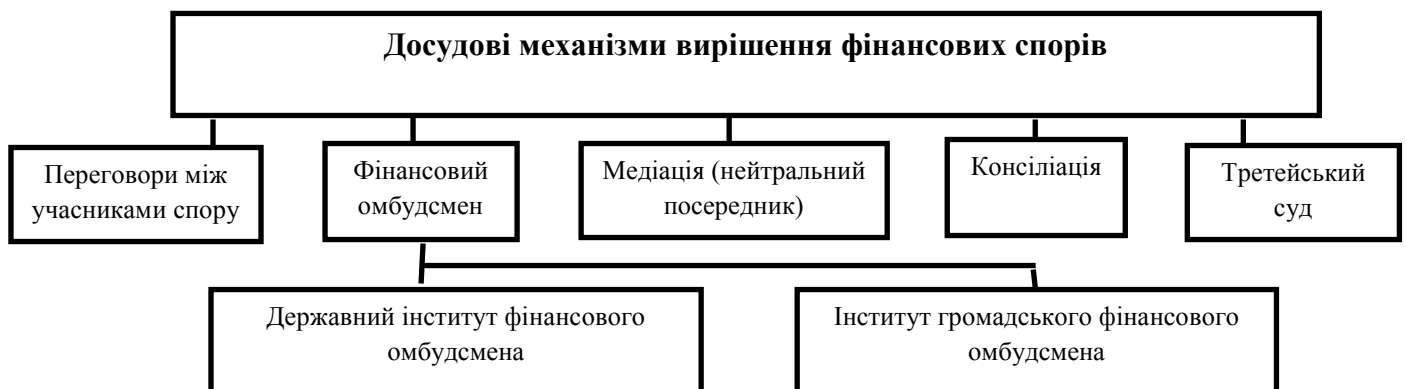 Досудові механізми вирішення фінансових спорів
Переговори між
учасниками спору
Фінансовий
омбудсмен
Медіація (нейтральний
посередник)
Консіліація
Третейський
суд
Державний інститут фінансового
омбудсмена
Інститут громадського фінансового
омбудсмена